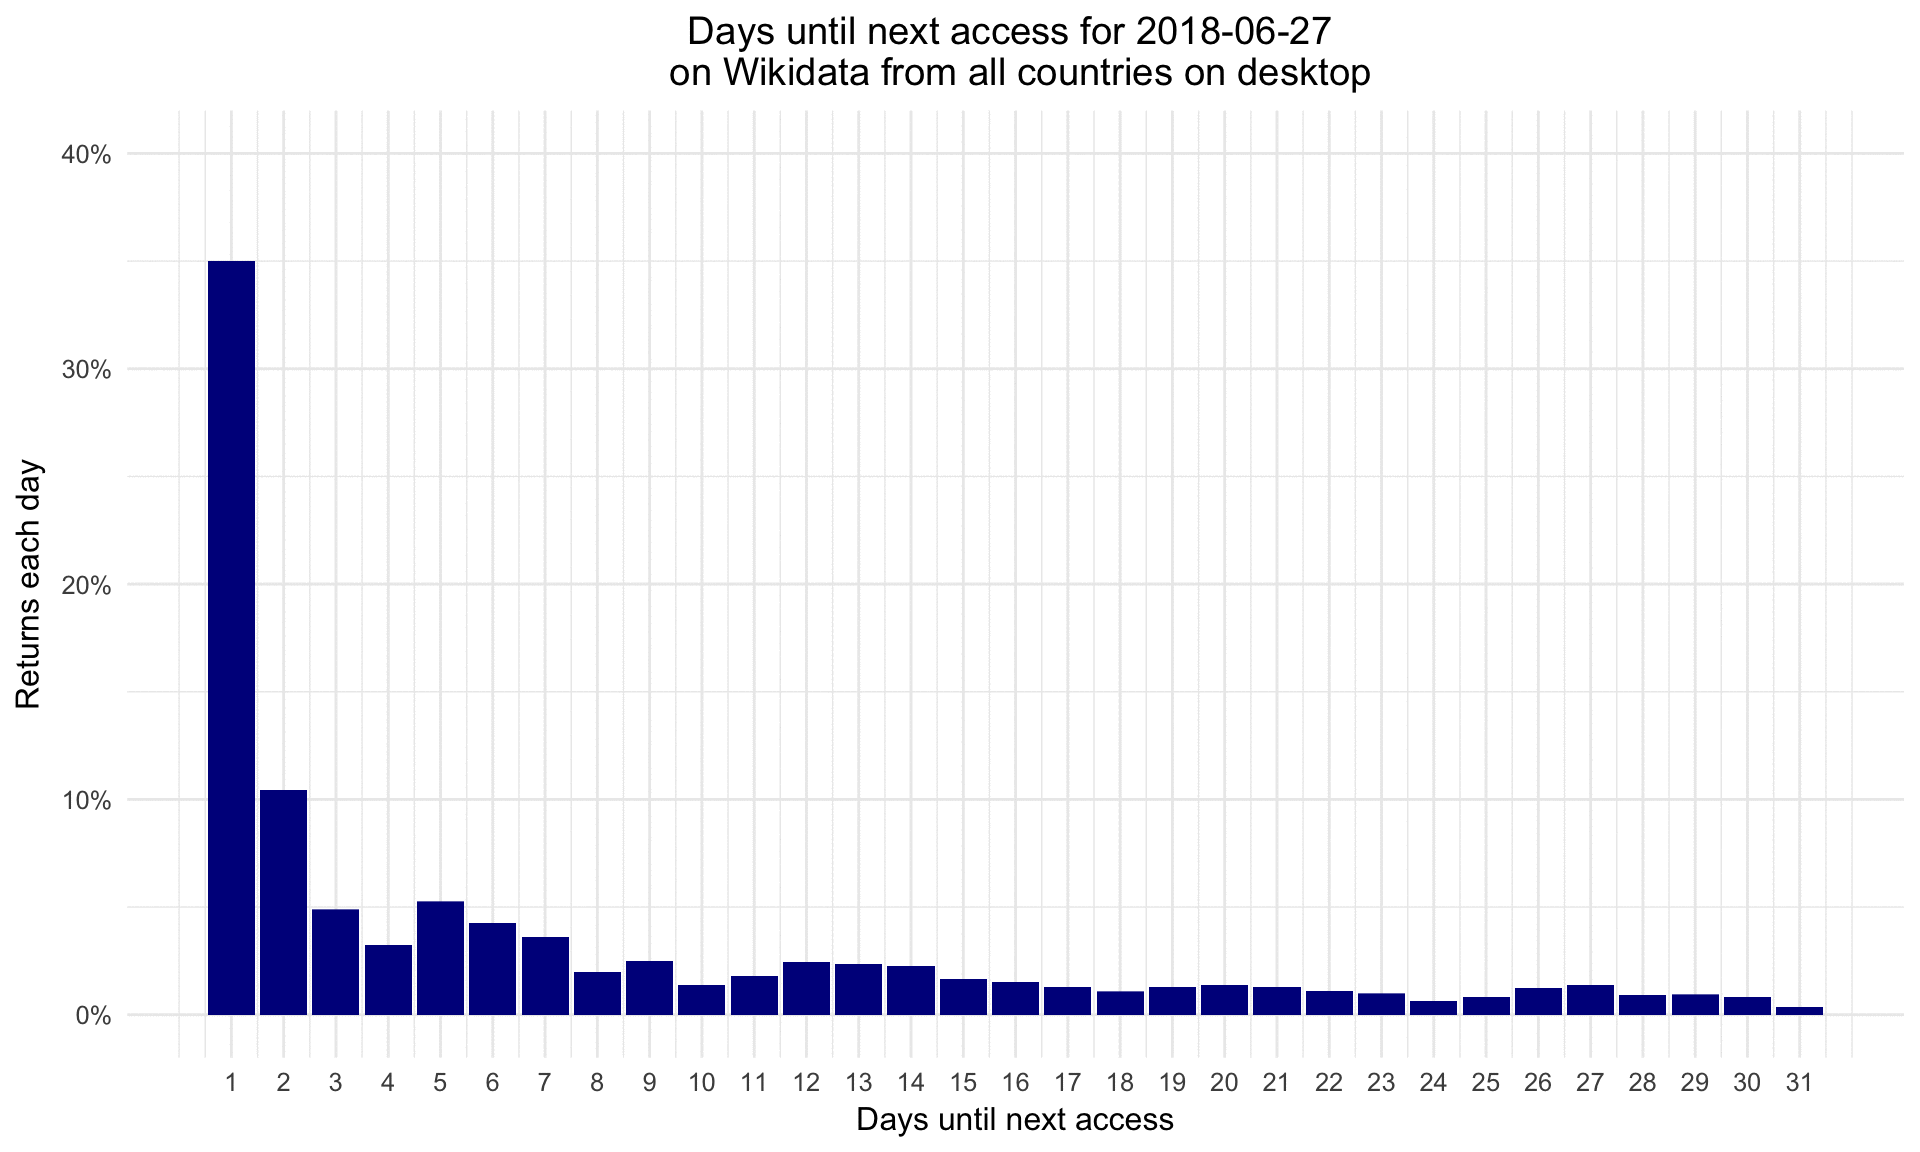 Days until next access for 2018-06-27
on Wikidata from all countries on desktop
Returns each day
40%
30%
20%
10%
0%
1 2 3 4 5 6 7 8 9 10 11 12 13 14 15 16 17 18 19 20 21 22 23 24 25 26 27 28 29 30 31
Days until next access